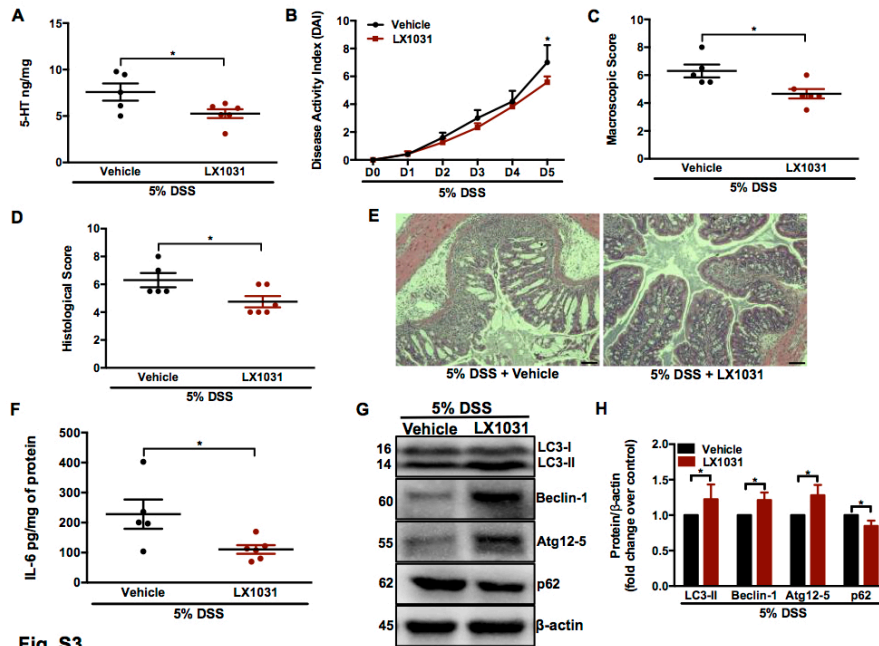 A
5-HT ng/mg
15
10
5
0
*
Vehicle
LX1031
5% DSS
B
Disease Activity Index (DAI)
10
8
6
4
2
0
Vehicle
LX1031
*
D0
D1
D2
D3
D4
D5
5% DSS
C
Macroscopic Score
10
8
6
4
2
0
*
Vehicle
LX1031
5% DSS
D
Histological Score
10
8
6
4
2
0
*
Vehicle
LX1031
5% DSS
E
5% DSS + Vehicle
5% DSS + LX1031
F
IL-6 pg/mg of protein
500
400
300
200
100
0
*
Vehicle
LX1031
5% DSS
G
5% DSS
Vehicle LX1031
16 LC3-I
14 LC3-II
60 Beclin-1
55 Atg12-5
62 p62
45 β-actin
H
Protein/β-actin
(fold change over control)
2.0
1.5
1.0
0.5
0.0
Vehicle
LX1031
*
*
*
*
LC3-II Beclin-1 Atg12-5 p62
5% DSS
Fig. S3